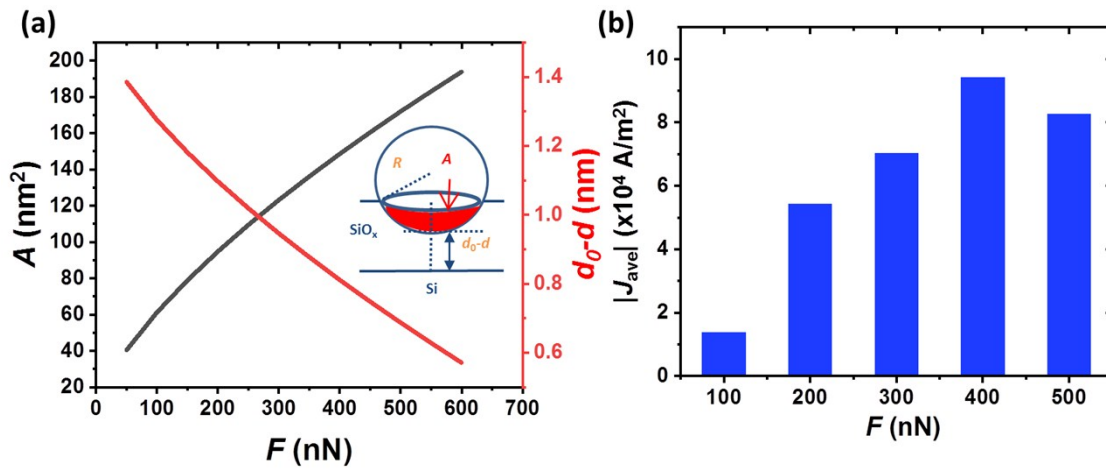 (a)
200
180
160
140
120
100
80
60
40
20
A (nm²)
0 100 200 300 400 500 600 700
F (nN)
1.4
1.2
1.0
0.8
0.6
d₀-d (nm)
R
A
SiOₓ
d₀-d
Si
(b)
10
8
6
4
2
0
|Jₐᵥₑₗ| (x10⁴ A/m²)
100 200 300 400 500
F (nN)